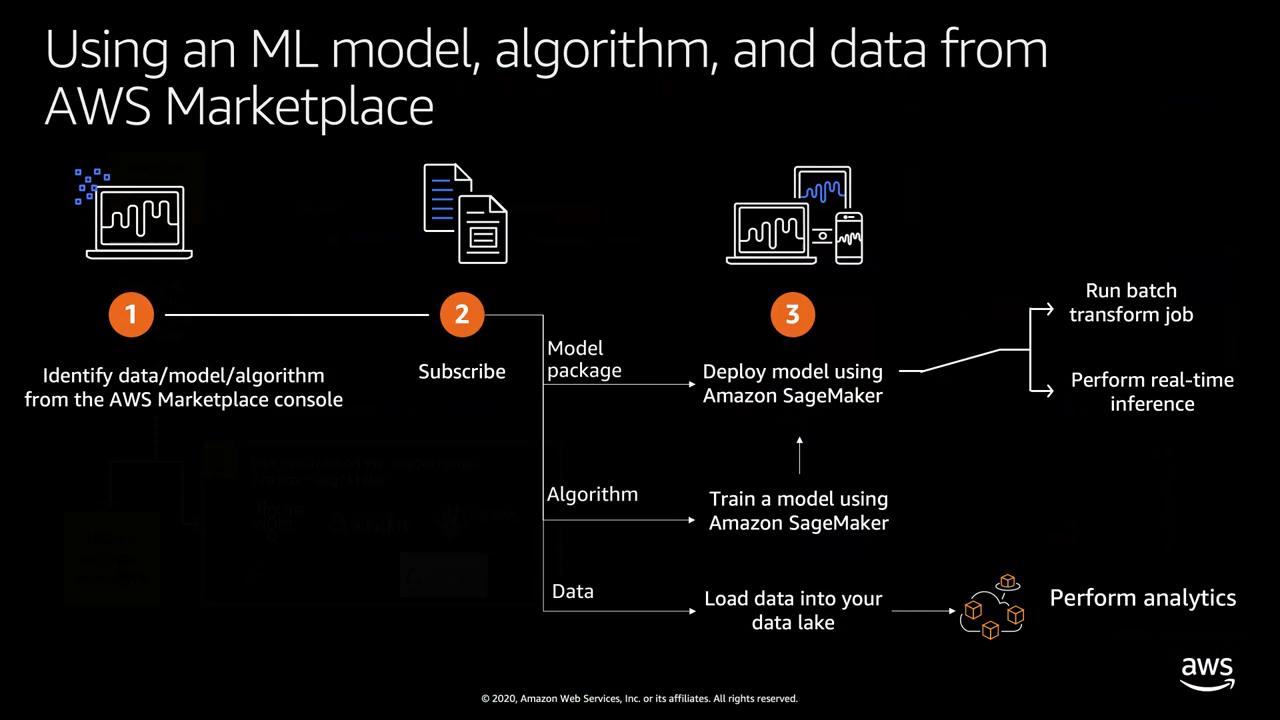 Using an ML model, algorithm, and data from
AWS Marketplace
1
2
3
Identify data/model/algorithm
from the AWS Marketplace console
Subscribe
Model
package
Deploy model using
Amazon SageMaker
Run batch
transform job
Perform real-time
inference
Algorithm
Train a model using
Amazon SageMaker
Data
Load data into your
data lake
Perform analytics
aws
© 2020, Amazon Web Services, Inc. or its affiliates. All rights reserved.